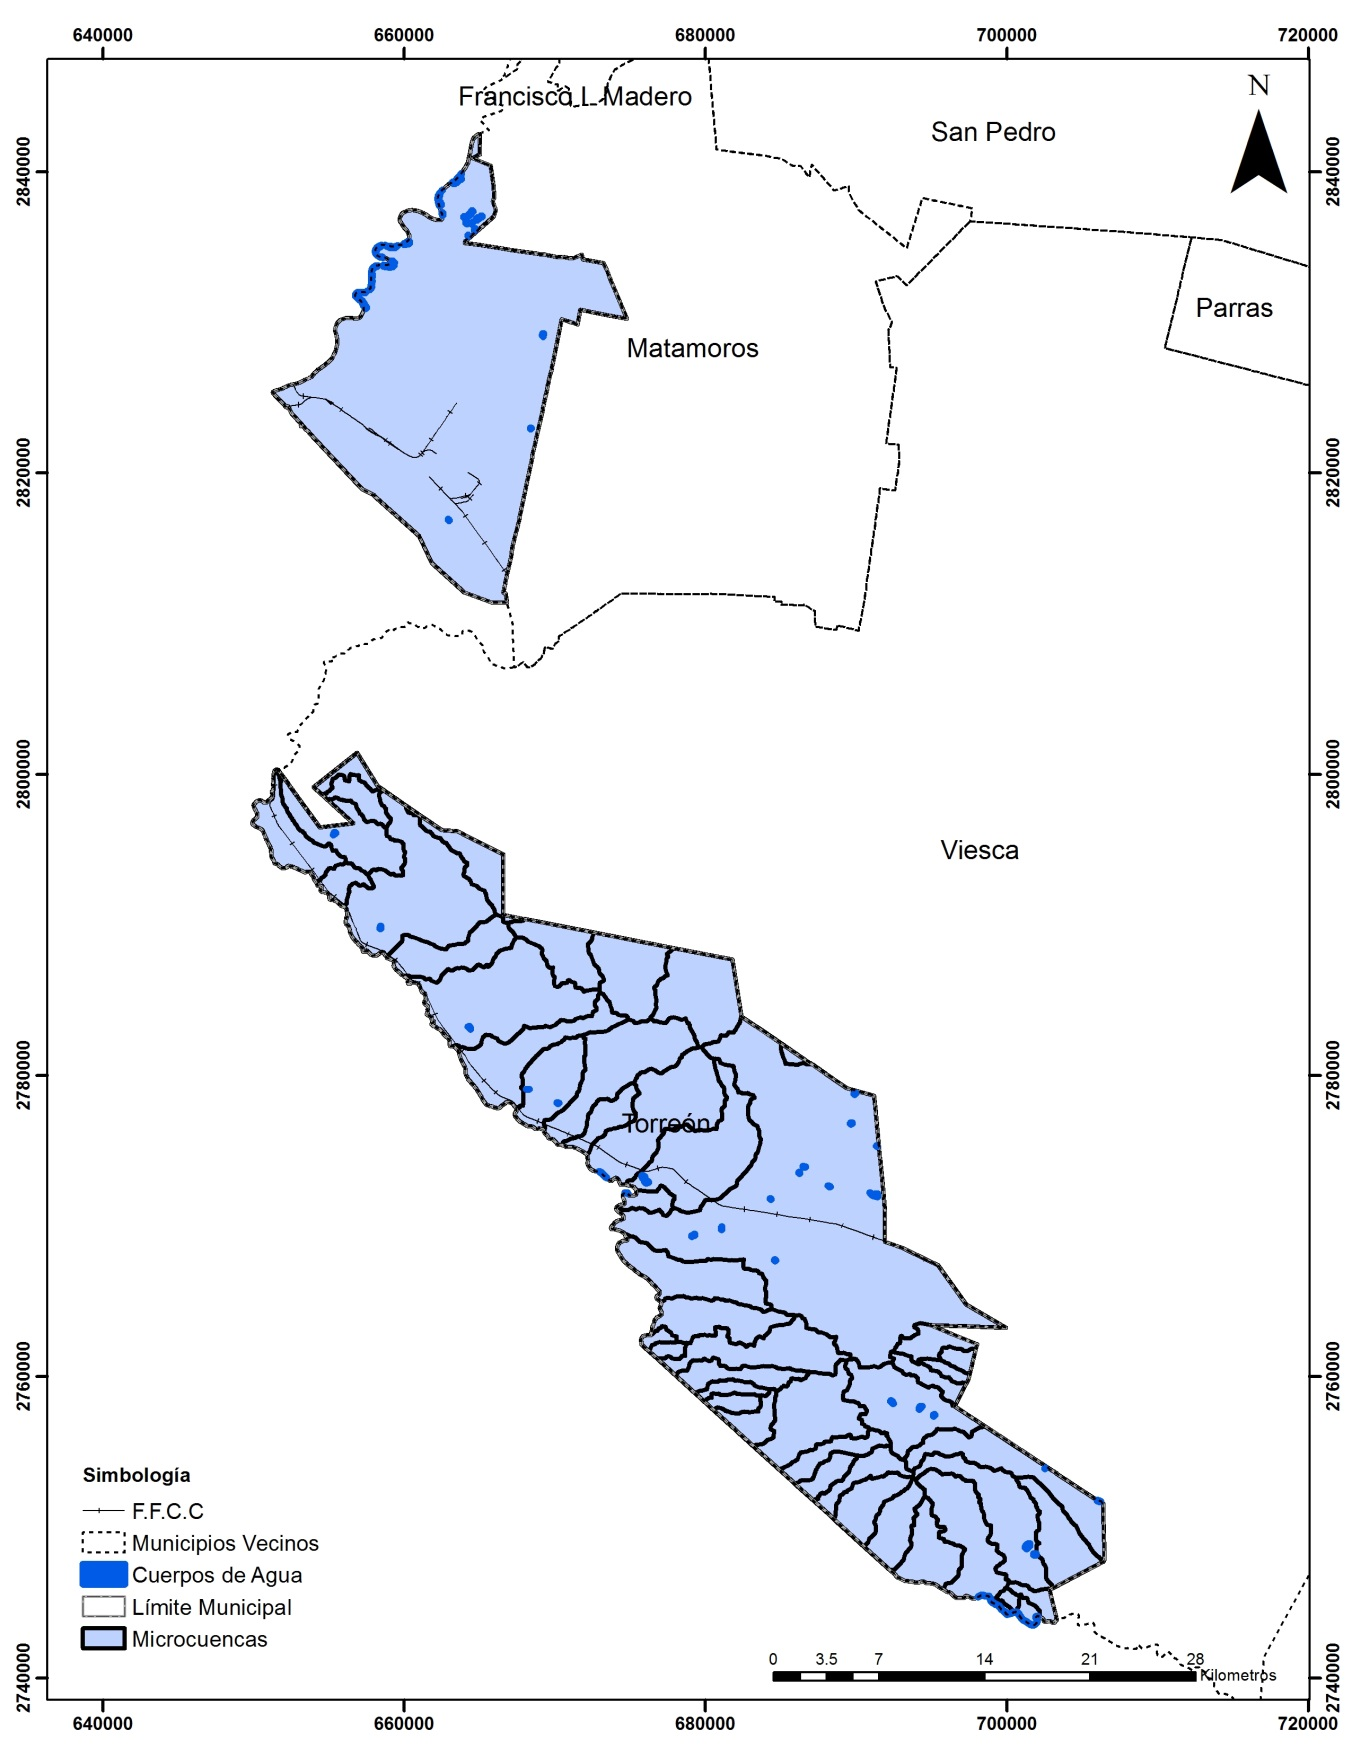 640000 660000 680000 700000 720000
Francisco I. Madero
N
San Pedro
2840000 2840000
Parras
Matamoros
2820000 2820000
2800000 2800000
Viesca
2780000 2780000
Torreón
2760000 2760000
Simbología
F.F.C.C
Municipios Vecinos
Cuerpos de Agua
Límite Municipal
Microcuencas
0 3.5 7 14 21 28
Kilometros
2740000 2740000
640000 660000 680000 700000 720000